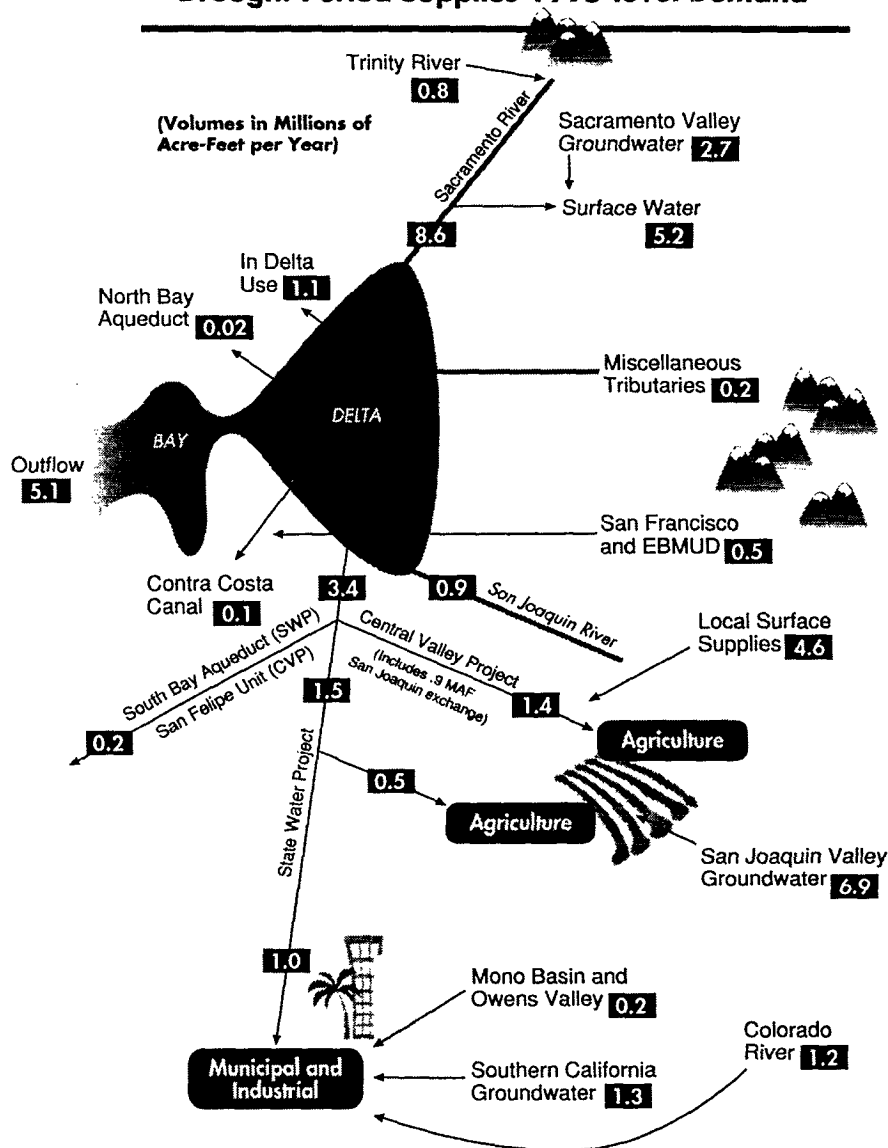 Drought Period Supplies-1995 level Demand
Trinity River
0.8
(Volumes in Millions of
Acre-Feet per Year)
Sacramento River
Sacramento Valley
Groundwater 2.7
Surface Water
5.2
8.6
In Delta
Use 1.1
North Bay
Aqueduct 0.02
Miscellaneous
Tributaries 0.2
DELTA
BAY
Outflow
5.1
San Francisco
and EBMUD 0.5
Contra Costa
Canal 0.1
3.4
0.9
San Joaquin River
Local Surface
Supplies 4.6
South Bay Aqueduct (SWP)
San Felipe Unit (CVP)
0.2
Central Valley Project
(Includes .9 MAF
San Joaquin exchange)
1.5
1.4
Agriculture
State Water Project
0.5
Agriculture
San Joaquin Valley
Groundwater 6.9
1.0
Mono Basin and
Owens Valley 0.2
Colorado
River 1.2
Municipal and
Industrial
Southern California
Groundwater 1.3